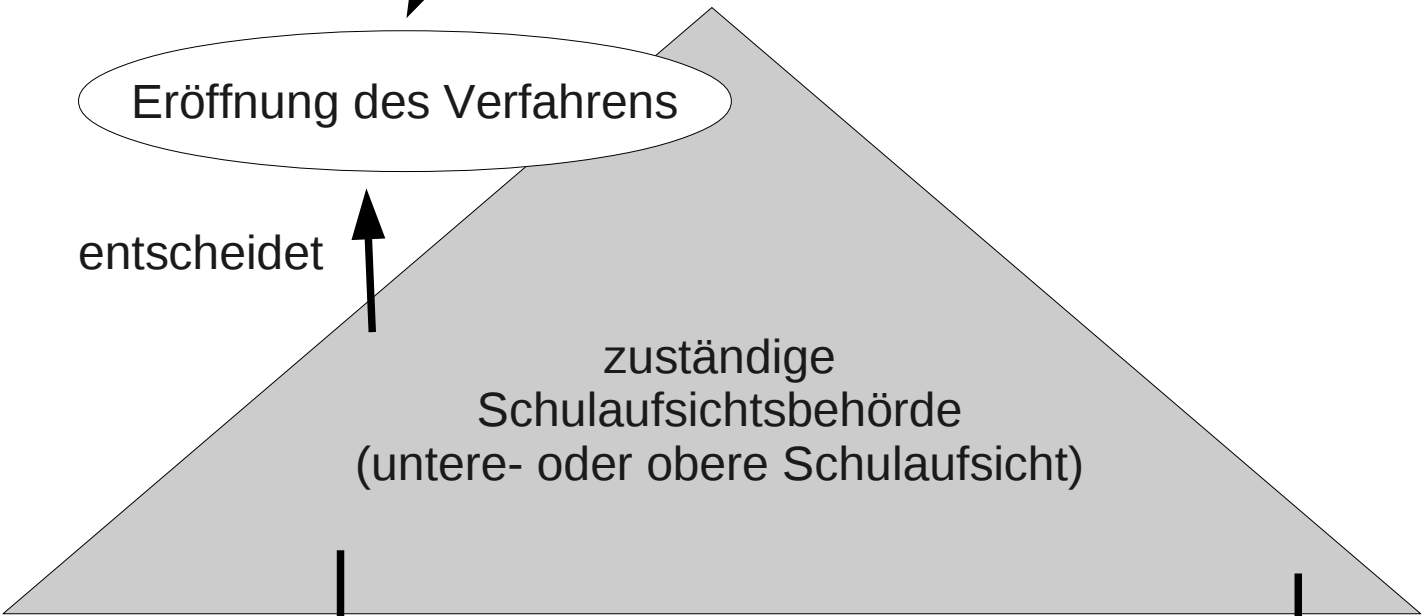 Eröffnung des Verfahrens
entscheidet
zuständige
Schulaufsichtsbehörde
(untere- oder obere Schulaufsicht)